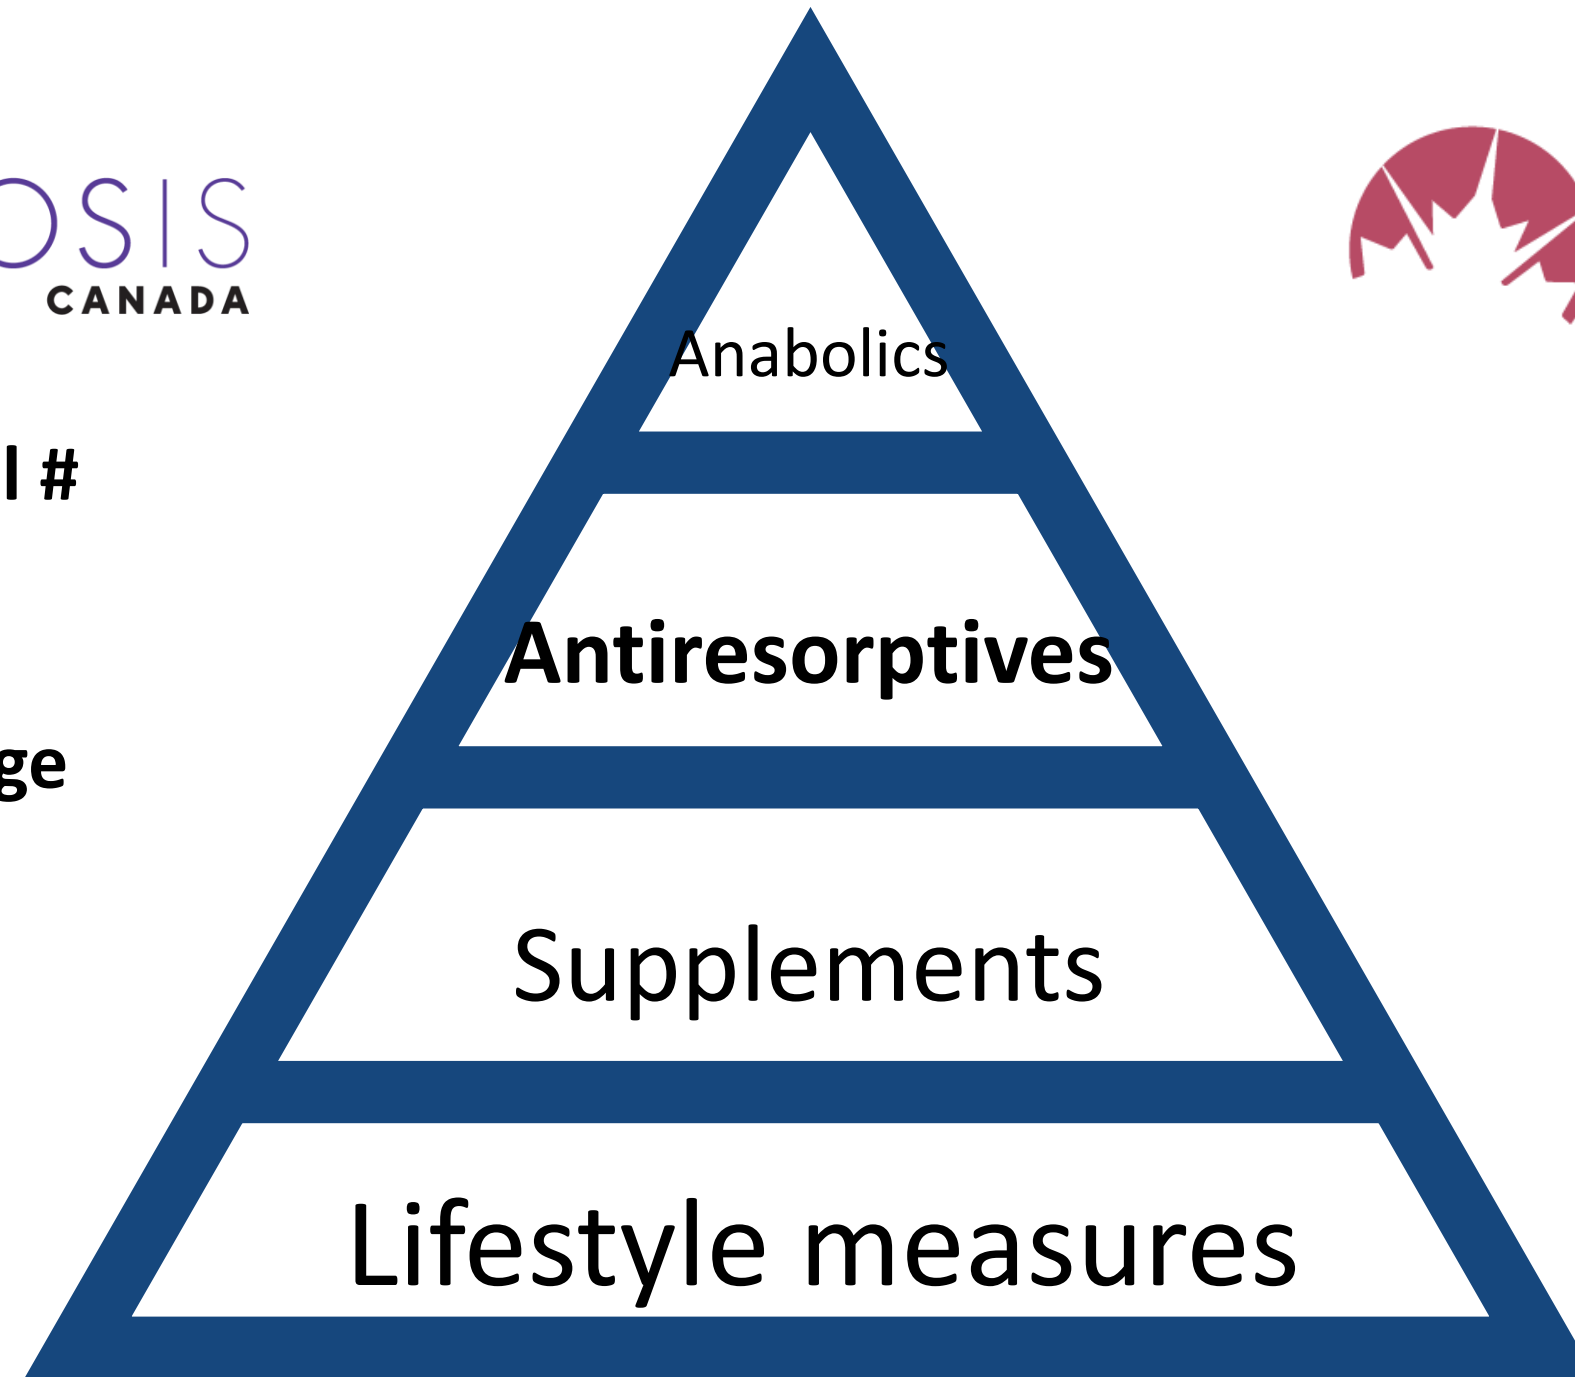 OSIS
CANADA
Anabolics
l #
Antiresorptives
ge
Supplements
Lifestyle measures